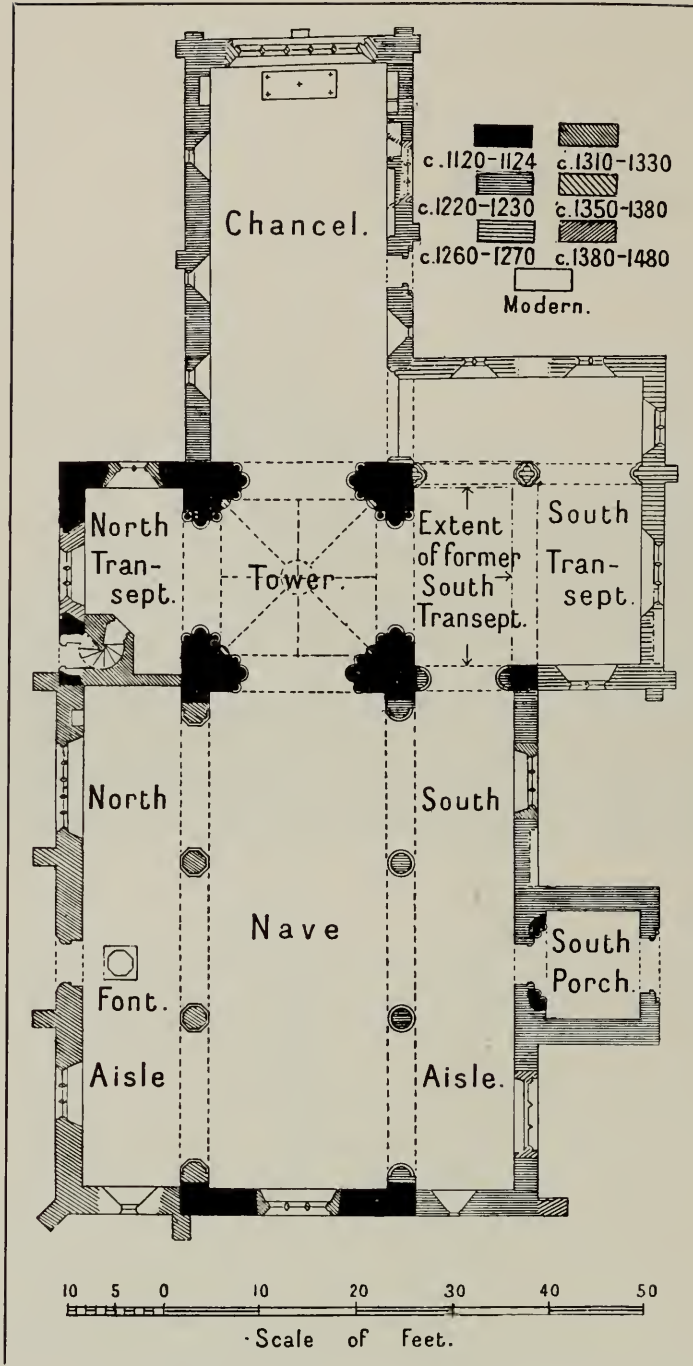 c.1120-1124 c.1310-1330
c.1220-1230 c.1350-1380
c.1260-1270 c.1380-1480
Modern.
Chancel.
North
Tran-
sept.
Tower.
Extent
of former
South
Transept.
South
Tran-
sept.
North
South
Nave
South
Porch.
Font.
Aisle
Aisle.
10 5 0 10 20 30 40 50
Scale of Feet.